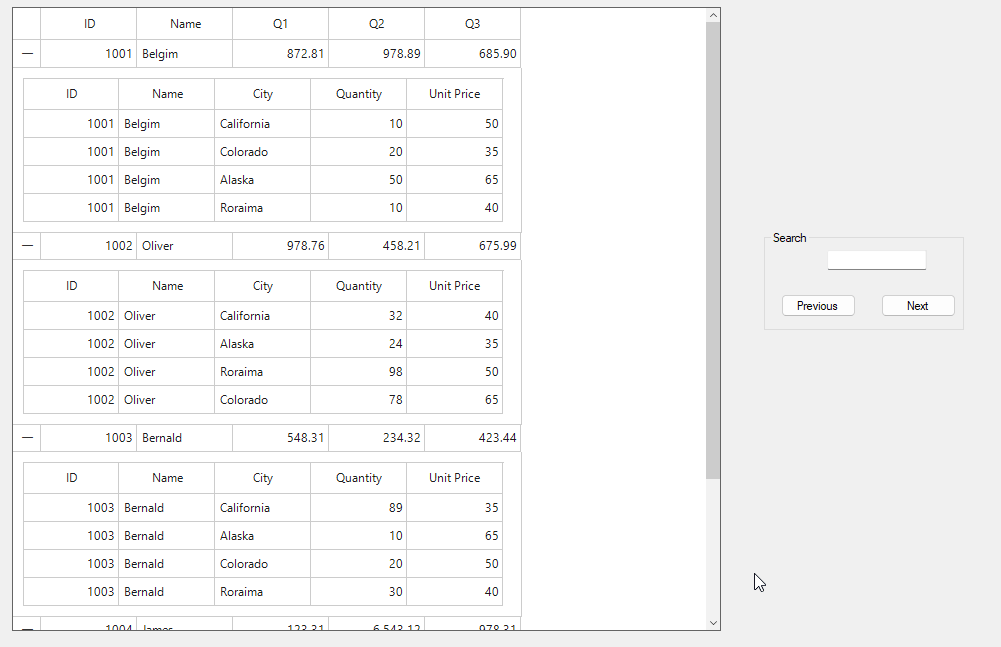 ID Name Q1 Q2 Q3
1001 Belgim 872.81 978.89 685.90
ID Name City Quantity Unit Price
1001 Belgim California 10 50
1001 Belgim Colorado 20 35
1001 Belgim Alaska 50 65
1001 Belgim Roraima 10 40
1002 Oliver 978.76 458.21 675.99
ID Name City Quantity Unit Price
1002 Oliver California 32 40
1002 Oliver Alaska 24 35
1002 Oliver Roraima 98 50
1002 Oliver Colorado 78 65
1003 Bernald 548.31 234.32 423.44
ID Name City Quantity Unit Price
1003 Bernald California 89 35
1003 Bernald Alaska 10 65
1003 Bernald Colorado 20 50
1003 Bernald Roraima 30 40
1004 James 123.31 6,543.12 978.31
Search
Previous Next